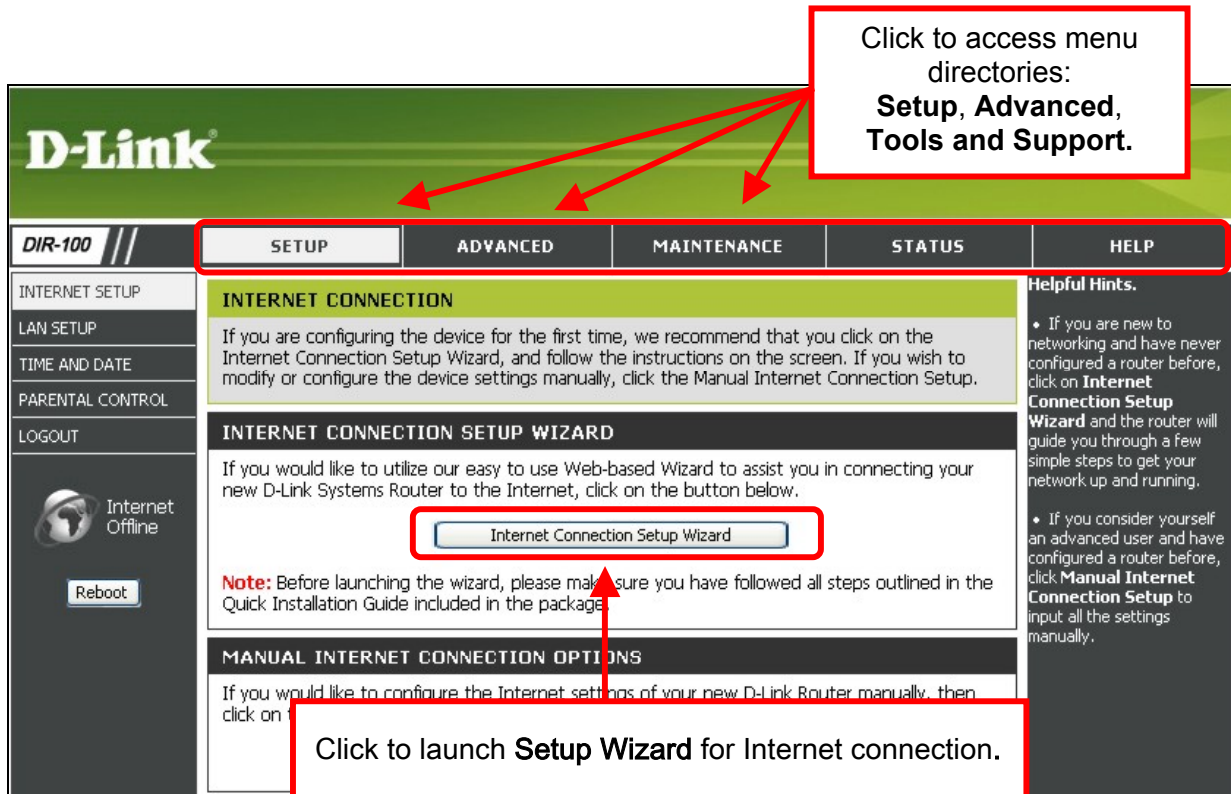 Click to access menu
directories:
Setup, Advanced,
Tools and Support.
D-Link
DIR-100
SETUP
ADVANCED
MAINTENANCE
STATUS
HELP
INTERNET SETUP
LAN SETUP
TIME AND DATE
PARENTAL CONTROL
LOGOUT
Internet
Offline
Reboot
INTERNET CONNECTION
If you are configuring the device for the first time, we recommend that you click on the
Internet Connection Setup Wizard, and follow the instructions on the screen. If you wish to
modify or configure the device settings manually, click the Manual Internet Connection Setup.
INTERNET CONNECTION SETUP WIZARD
If you would like to utilize our easy to use Web-based Wizard to assist you in connecting your
new D-Link Systems Router to the Internet, click on the button below.
Internet Connection Setup Wizard
Note: Before launching the wizard, please make sure you have followed all steps outlined in the
Quick Installation Guide included in the package.
MANUAL INTERNET CONNECTION OPTIONS
If you would like to configure the Internet settings of your new D-Link Router manually, then
click on
Click to launch Setup Wizard for Internet connection.
Helpful Hints.
• If you are new to
networking and have never
configured a router before,
click on Internet
Connection Setup
Wizard and the router will
guide you through a few
simple steps to get your
network up and running.
• If you consider yourself
an advanced user and have
configured a router before,
click Manual Internet
Connection Setup to
input all the settings
manually.